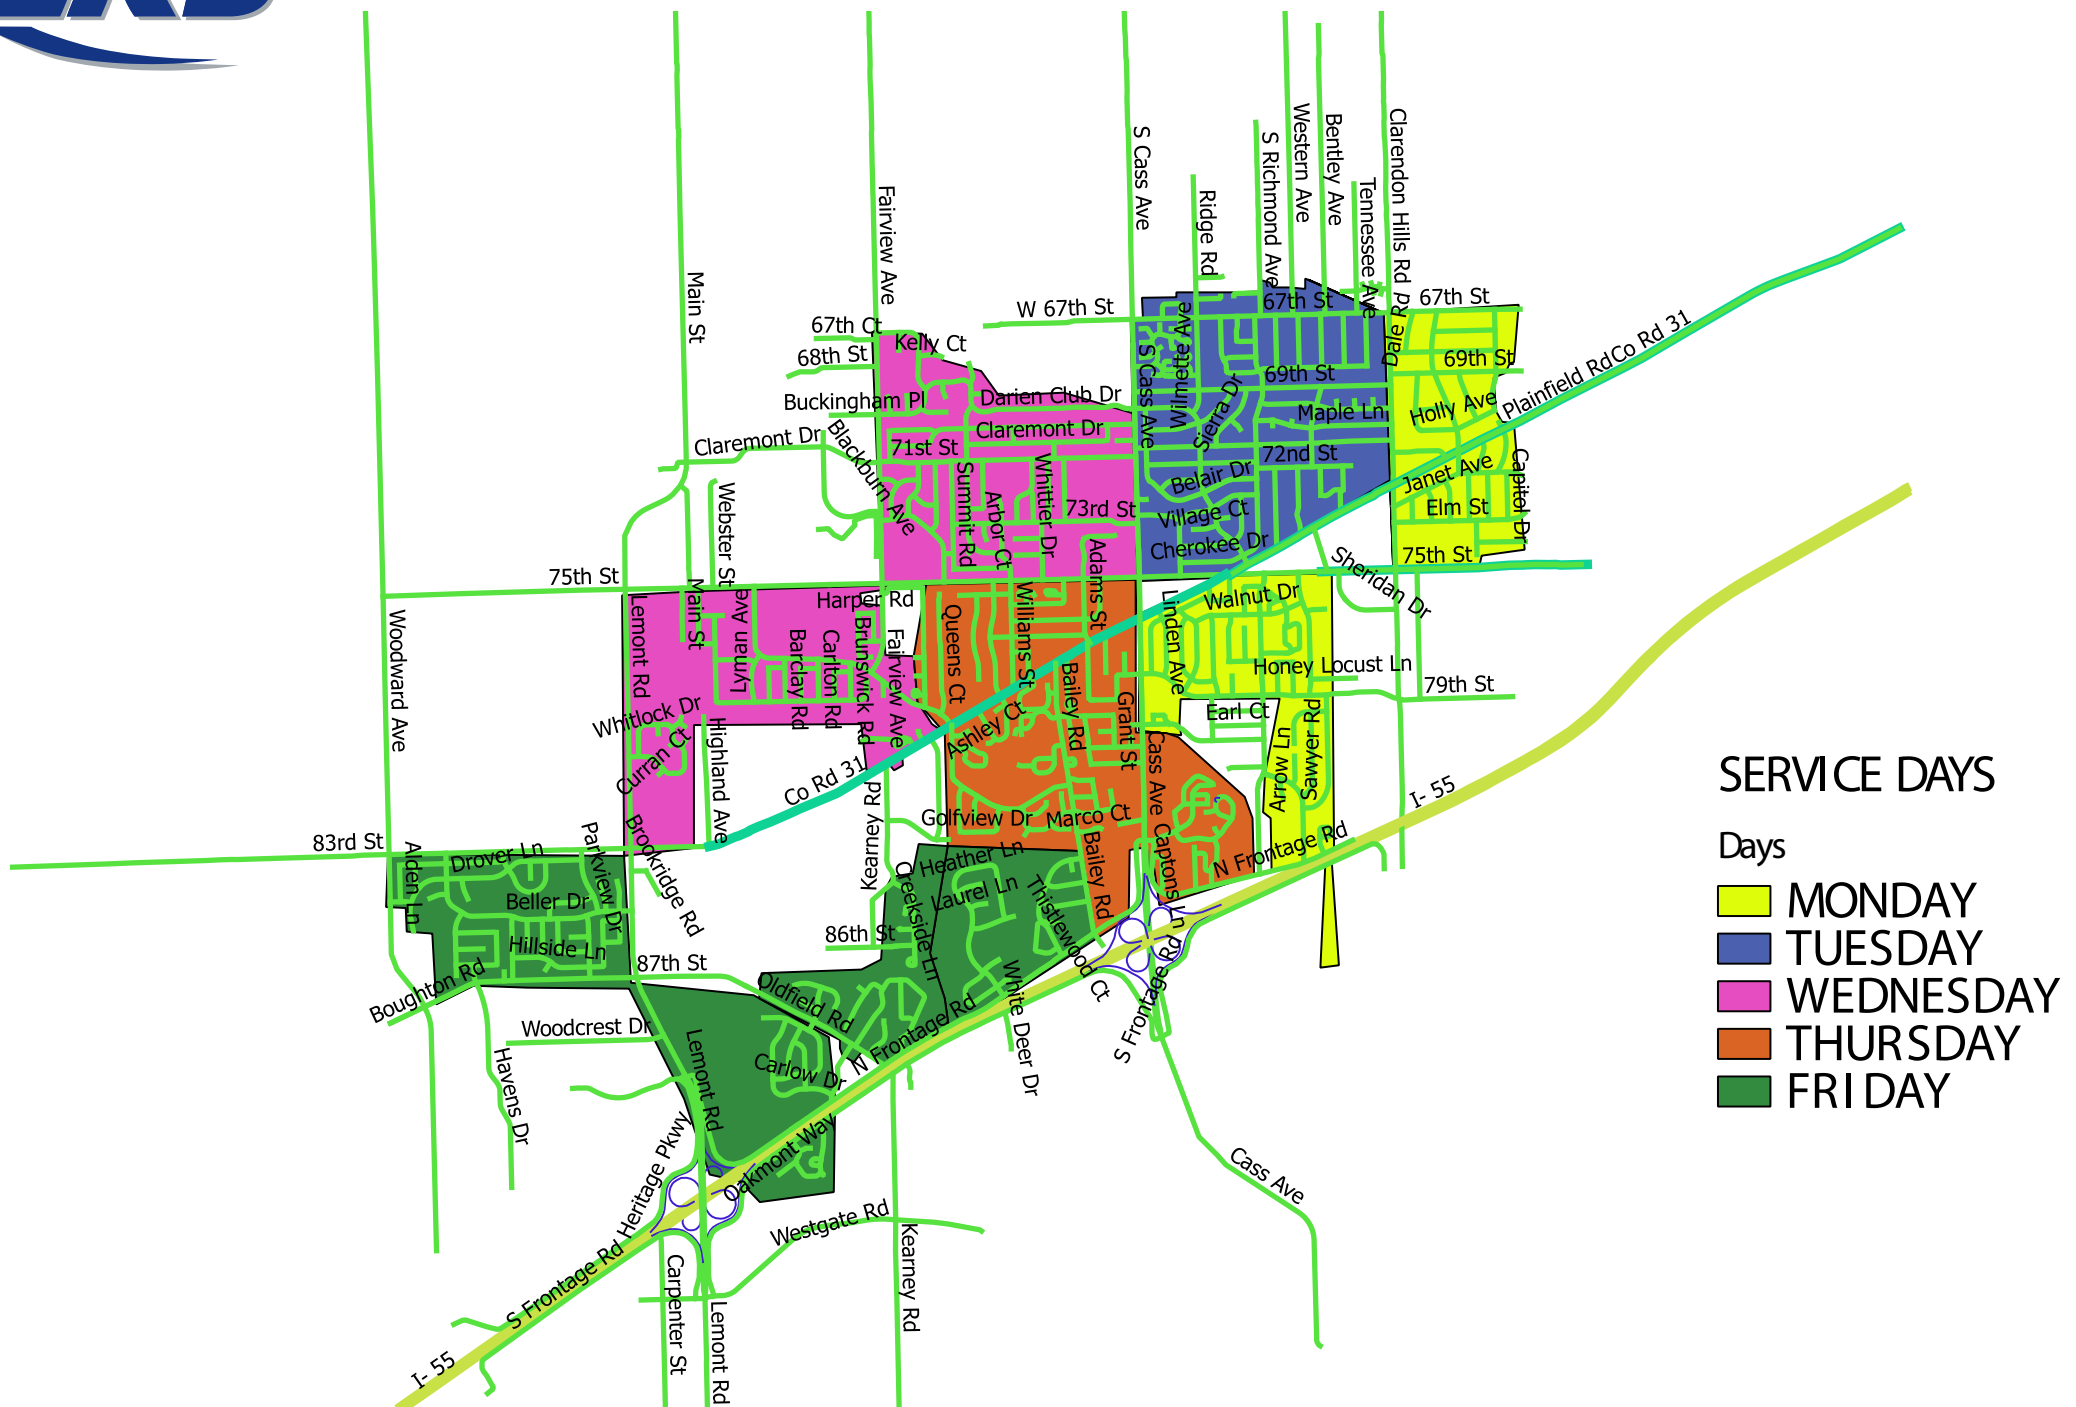 S Cass Ave
Ridge Rd
S Richmond Ave
Western Ave
Bentley Ave
Tennessee Ave
Clarendon Hills Rd
Fairview Ave
Main St
W 67th St
67th St
67th St
67th Ct
Kelly Ct
68th St
Dale Rd
Co Rd 31
Plainfield Rd
69th St
69th St
Buckingham Pl
Darien Club Dr
S Cass Ave
Wilmette Ave
Sierra Dr
Maple Ln
Holly Ave
Claremont Dr
Claremont Dr
Blackburn Ave
71st St
72nd St
Belair Dr
Janet Ave
Capitol Dr
Webster St
Summit Rd
Arbor Ct
Whittier Dr
73rd St
Village Ct
Elm St
Cherokee Dr
Adams St
75th St
75th St
Sheridan Dr
Woodward Ave
Lemont Rd
Main St
Lyman Ave
Harper Rd
Barclay Rd
Carlton Rd
Brunswick Rd
Fairview Ave
Queens Ct
Williams St
Linden Ave
Walnut Dr
Honey Locust Ln
79th St
Bailey Rd
Grant St
Earl Ct
Whitlock Dr
Curran Ct
Highland Ave
Ashley Ct
Cass Ave
Arrow Ln
Sawyer Rd
Co Rd 31
I- 55
Kearney Rd
Golfview Dr
Marco Ct
83rd St
Alden Ln
Drover Ln
Parkview Dr
Brookridge Rd
Heather Ln
Bailey Rd
Captons Ln
N Frontage Rd
Beller Dr
Creekside Ln
Laurel Ln
Thistlewood Ct
Hillside Ln
86th St
87th St
Boughton Rd
Oldfield Rd
White Deer Dr
S Frontage Rd
Woodcrest Dr
N Frontage Rd
Havens Dr
Lemont Rd
Carlow Dr
Heritage Pkwy
Oakmont Way
Cass Ave
Westgate Rd
Kearney Rd
S Frontage Rd
Carpenter St
Lemont Rd
I- 55
SERVICE DAYS
Days
MONDAY
TUESDAY
WEDNESDAY
THURSDAY
FRIDAY